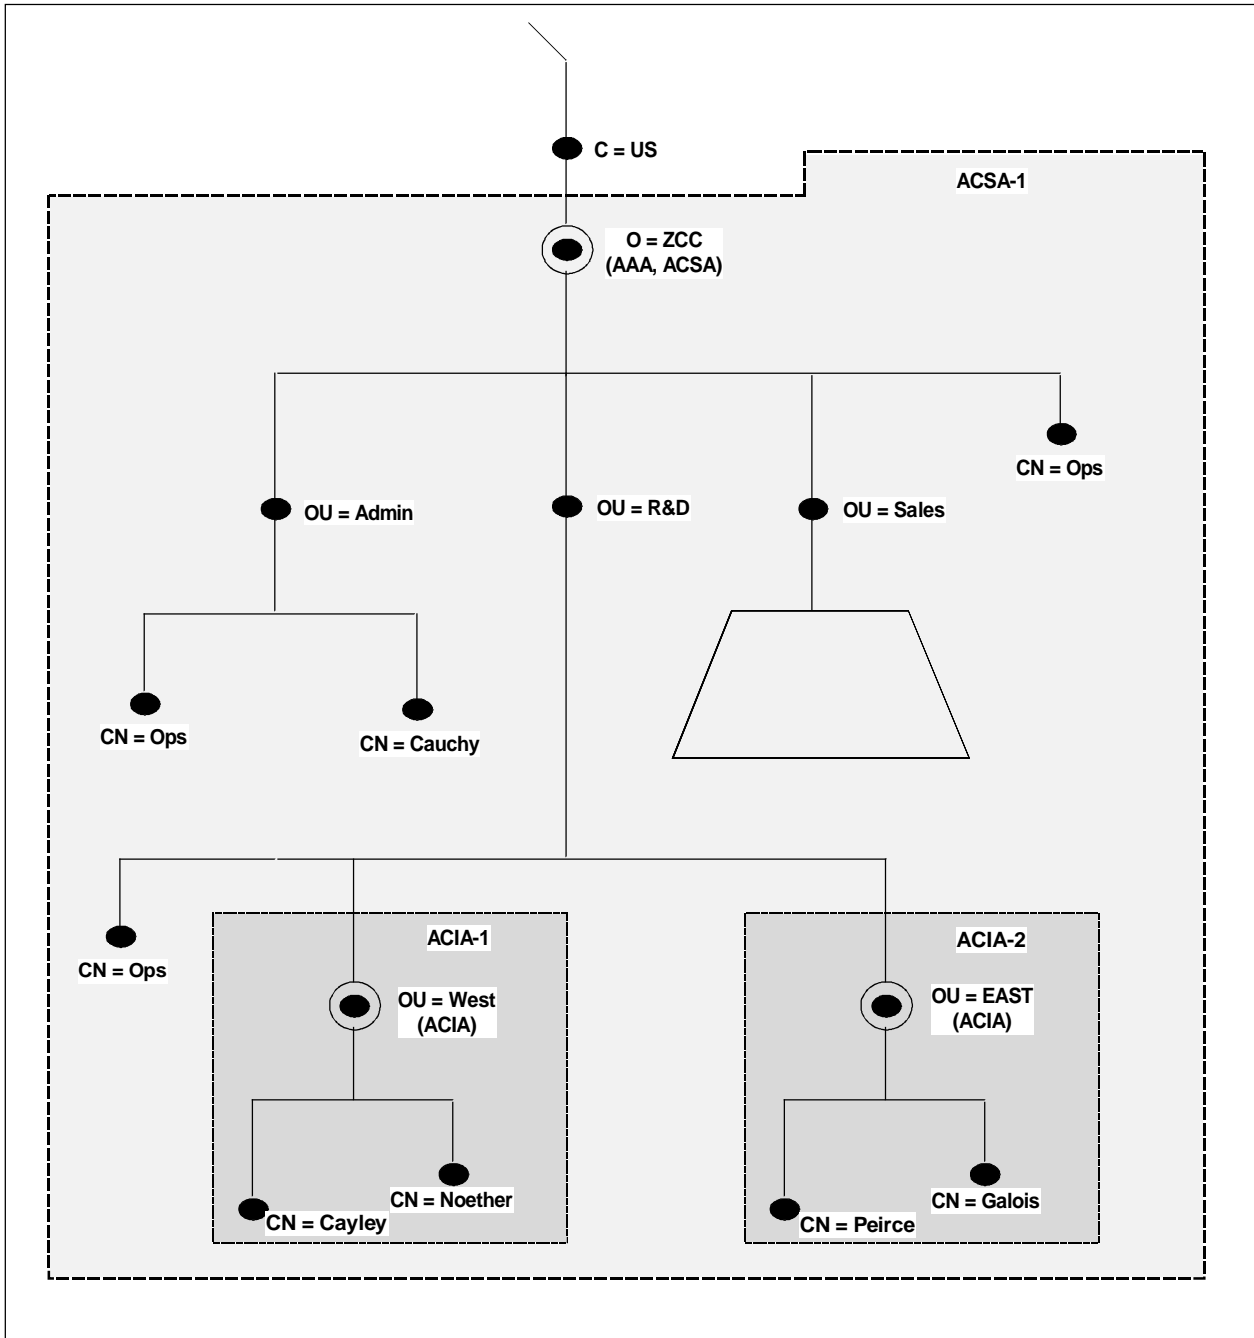 C = US
ACSA-1
O = ZCC
(AAA, ACSA)
CN = Ops
OU = Admin
OU = R&D
OU = Sales
CN = Ops
CN = Cauchy
ACIA-1
ACIA-2
CN = Ops
OU = West
(ACIA)
OU = EAST
(ACIA)
CN = Noether
CN = Cayley
CN = Galois
CN = Peirce